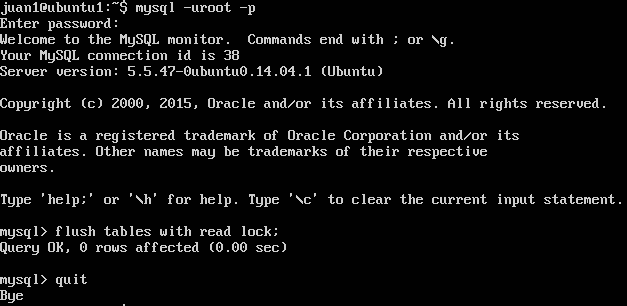 juan1@ubuntu1:~$ mysql -uroot -p
Enter password:
Welcome to the MySQL monitor.  Commands end with ; or \g.
Your MySQL connection id is 38
Server version: 5.5.47-0ubuntu0.14.04.1 (Ubuntu)

Copyright (c) 2000, 2015, Oracle and/or its affiliates. All rights reserved.

Oracle is a registered trademark of Oracle Corporation and/or its
affiliates. Other names may be trademarks of their respective
owners.

Type 'help;' or '\h' for help. Type '\c' to clear the current input statement.

mysql> flush tables with read lock;
Query OK, 0 rows affected (0.00 sec)

mysql> quit
Bye